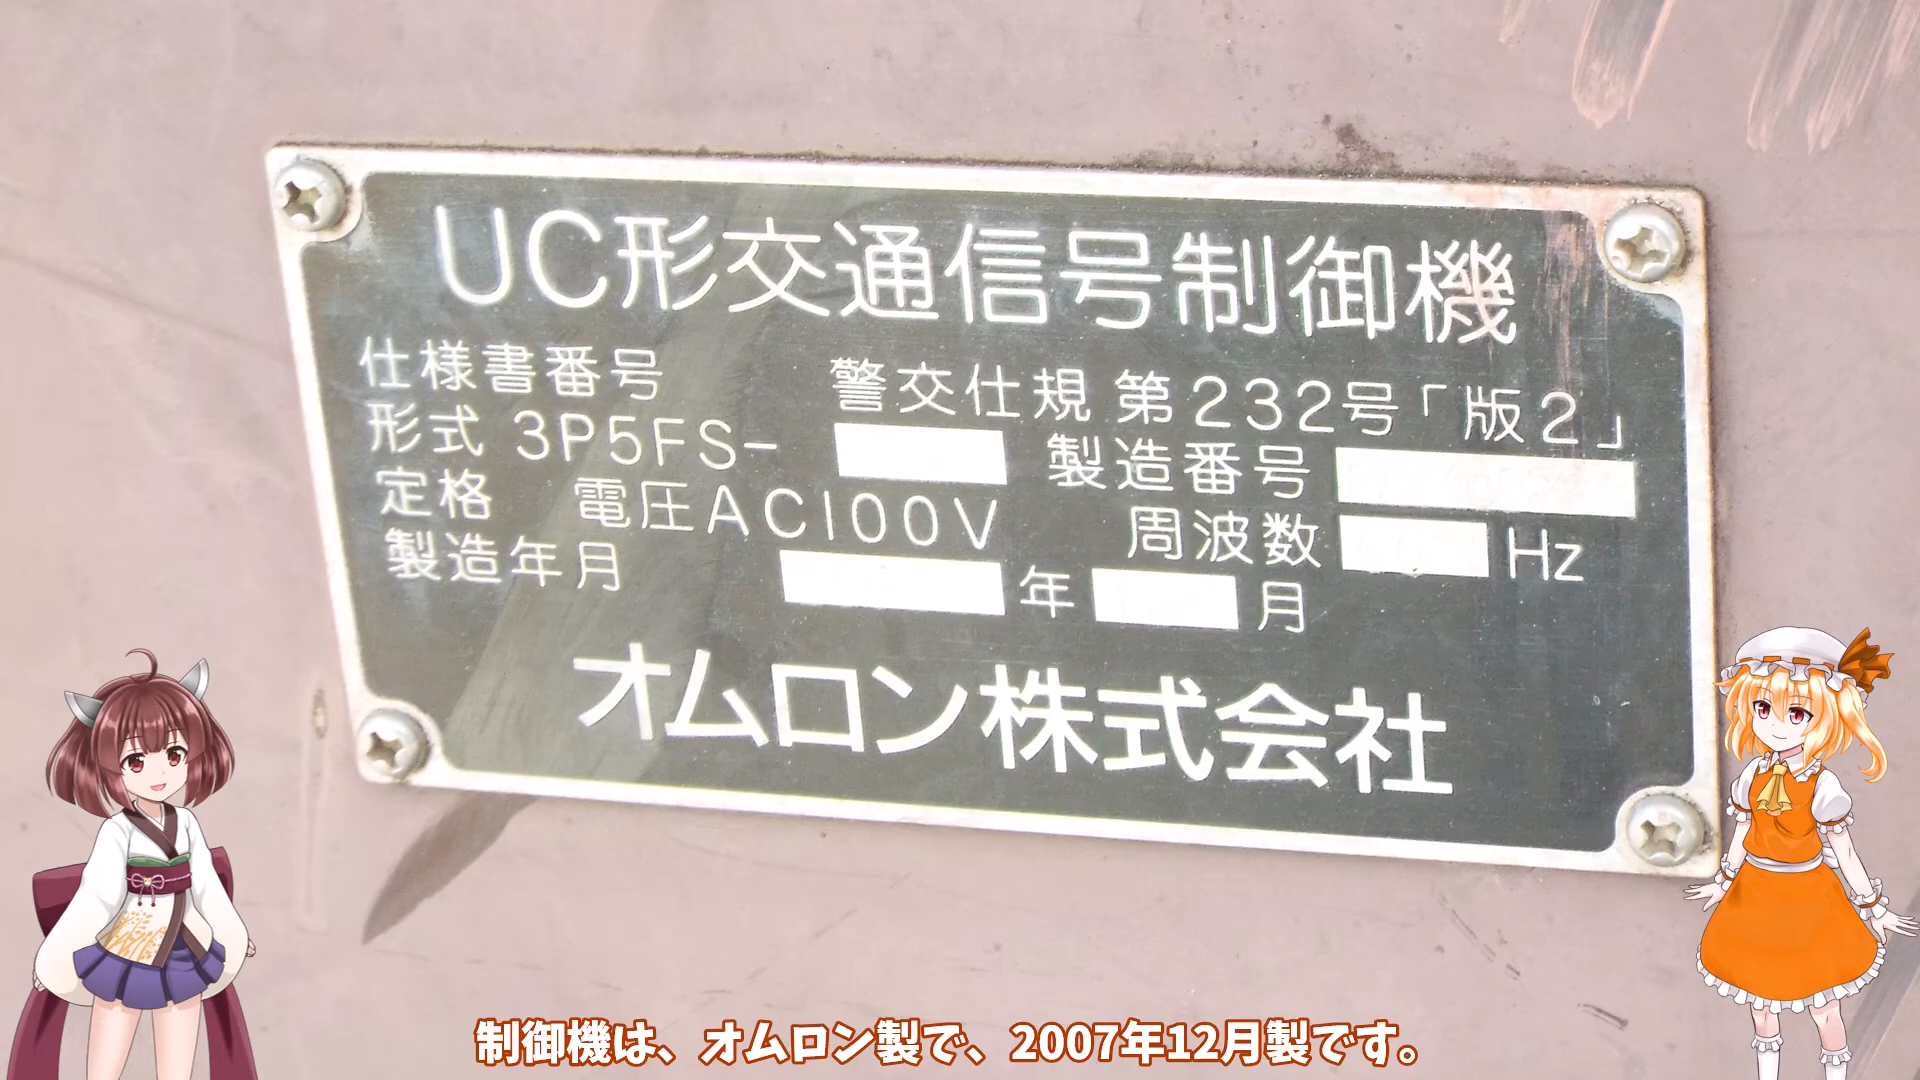 UC形交通信号制御機
仕様書番号 警交仕規 第232号「版2」
形式 3P5FS- 製造番号
定格 電圧AC100V 周波数 Hz
製造年月 年 月
オムロン株式会社
制御機は、オムロン製で、2007年12月製です。